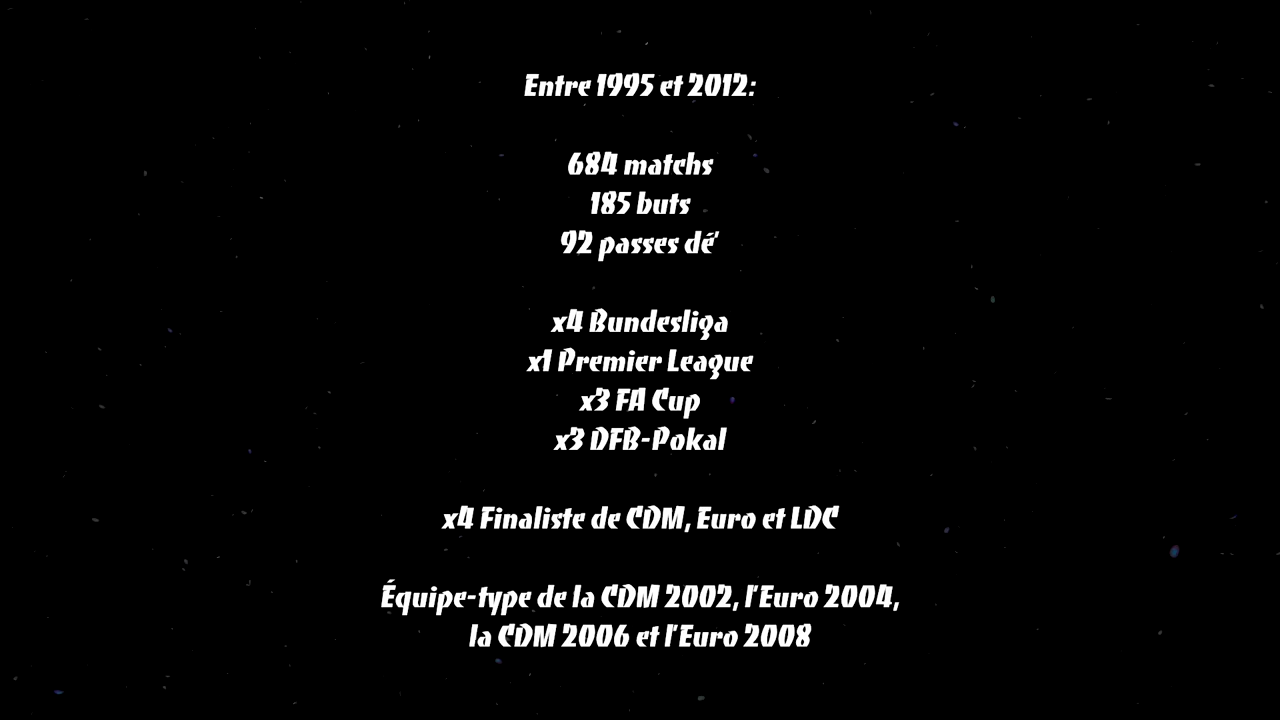 Entre 1995 et 2012:
684 matchs
185 buts
92 passes dé'
x4 Bundesliga
x1 Premier League
x3 FA Cup
x3 DFB-Pokal
x4 Finaliste de CDM, Euro et LDC
Équipe-type de la CDM 2002, l'Euro 2004,
la CDM 2006 et l'Euro 2008